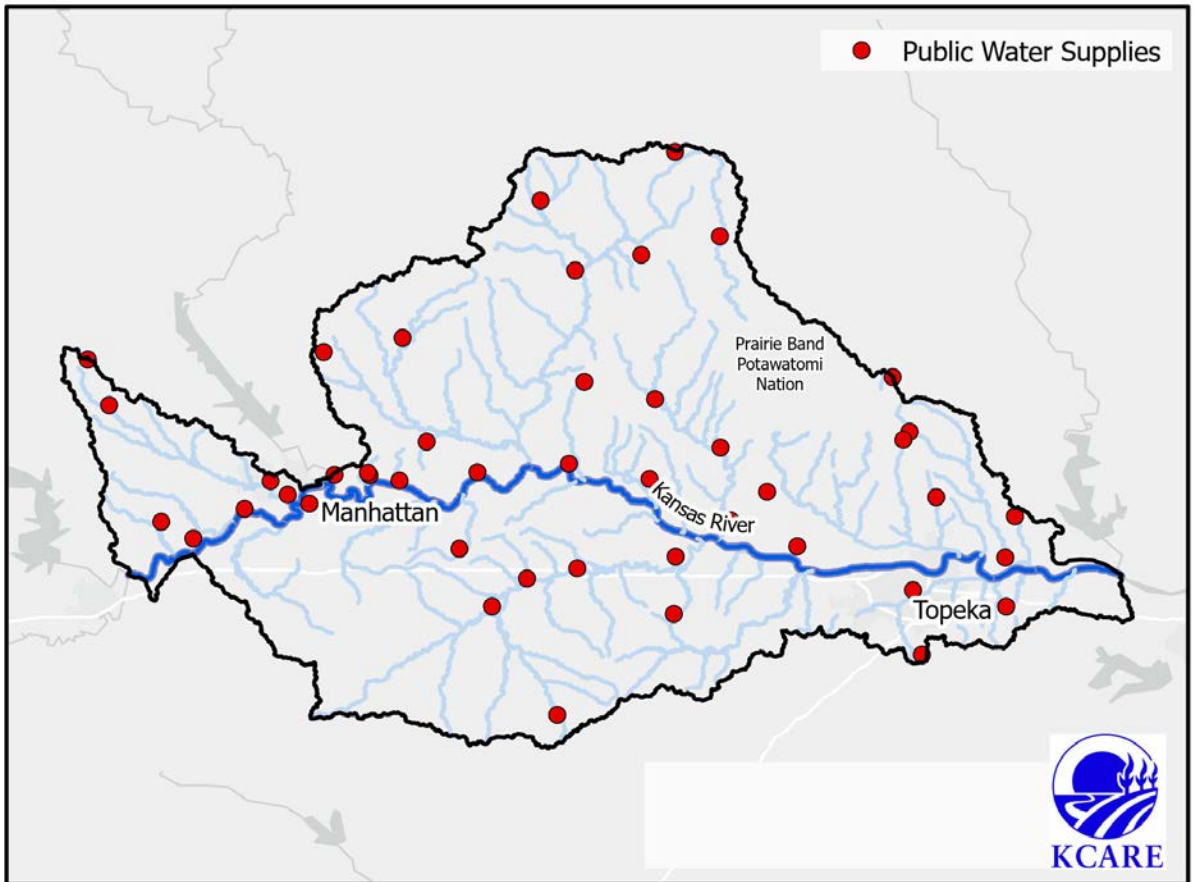 Public Water Supplies
Prairie Band
Potawatomi
Nation
Kansas River
Manhattan
Topeka
KCARE